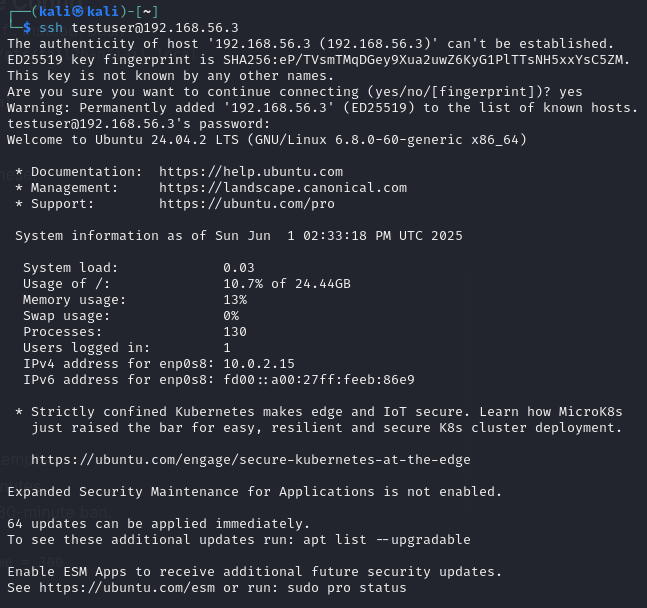 ┌──(kali㉿kali)-[~]
└─$ ssh testuser@192.168.56.3
The authenticity of host '192.168.56.3 (192.168.56.3)' can't be established.
ED25519 key fingerprint is SHA256:eP/TVsmTMqDGey9Xua2uwZ6KyG1PlTTsNH5xxYsC5ZM.
This key is not known by any other names.
Are you sure you want to continue connecting (yes/no/[fingerprint])? yes
Warning: Permanently added '192.168.56.3' (ED25519) to the list of known hosts.
testuser@192.168.56.3's password:
Welcome to Ubuntu 24.04.2 LTS (GNU/Linux 6.8.0-60-generic x86_64)

 * Documentation:  https://help.ubuntu.com
 * Management:     https://landscape.canonical.com
 * Support:        https://ubuntu.com/pro

 System information as of Sun Jun  1 02:33:18 PM UTC 2025

  System load:             0.03
  Usage of /:              10.7% of 24.44GB
  Memory usage:            13%
  Swap usage:              0%
  Processes:               130
  Users logged in:         1
  IPv4 address for enp0s8: 10.0.2.15
  IPv6 address for enp0s8: fd00::a00:27ff:feeb:86e9

 * Strictly confined Kubernetes makes edge and IoT secure. Learn how MicroK8s
   just raised the bar for easy, resilient and secure K8s cluster deployment.

   https://ubuntu.com/engage/secure-kubernetes-at-the-edge

Expanded Security Maintenance for Applications is not enabled.

64 updates can be applied immediately.
To see these additional updates run: apt list --upgradable

Enable ESM Apps to receive additional future security updates.
See https://ubuntu.com/esm or run: sudo pro status